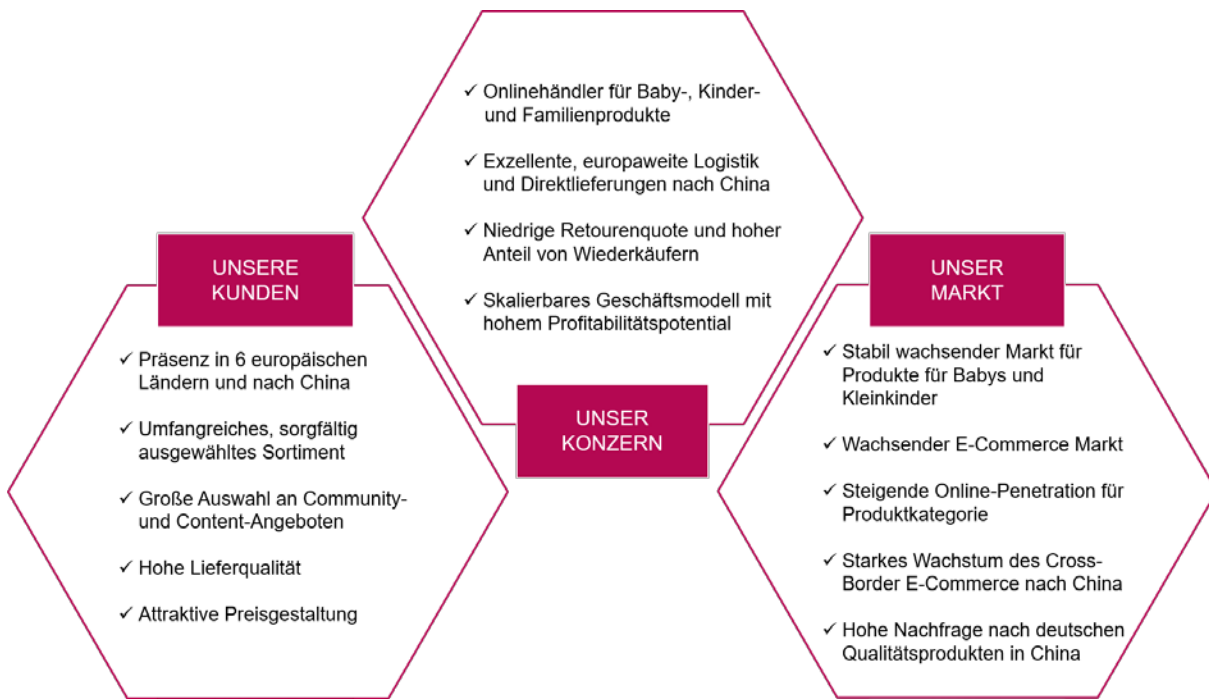 ✓ Onlinehändler für Baby-, Kinder-
und Familienprodukte
✓ Exzellente, europaweite Logistik
und Direktlieferungen nach China
✓ Niedrige Retourenquote und hoher
Anteil von Wiederkäufern
✓ Skalierbares Geschäftsmodell mit
hohem Profitabilitätspotential
UNSER
KONZERN
UNSERE
KUNDEN
✓ Präsenz in 6 europäischen
Ländern und nach China
✓ Umfangreiches, sorgfältig
ausgewähltes Sortiment
✓ Große Auswahl an Community-
und Content-Angeboten
✓ Hohe Lieferqualität
✓ Attraktive Preisgestaltung
UNSER
MARKT
✓ Stabil wachsender Markt für
Produkte für Babys und
Kleinkinder
✓ Wachsender E-Commerce Markt
✓ Steigende Online-Penetration für
Produktkategorie
✓ Starkes Wachstum des Cross-
Border E-Commerce nach China
✓ Hohe Nachfrage nach deutschen
Qualitätsprodukten in China